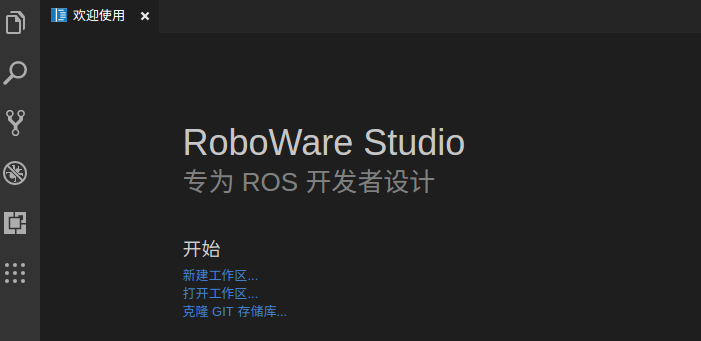 欢迎使用
RoboWare Studio
专为 ROS 开发者设计
开始
新建工作区...
打开工作区...
克隆 GIT 存储库...